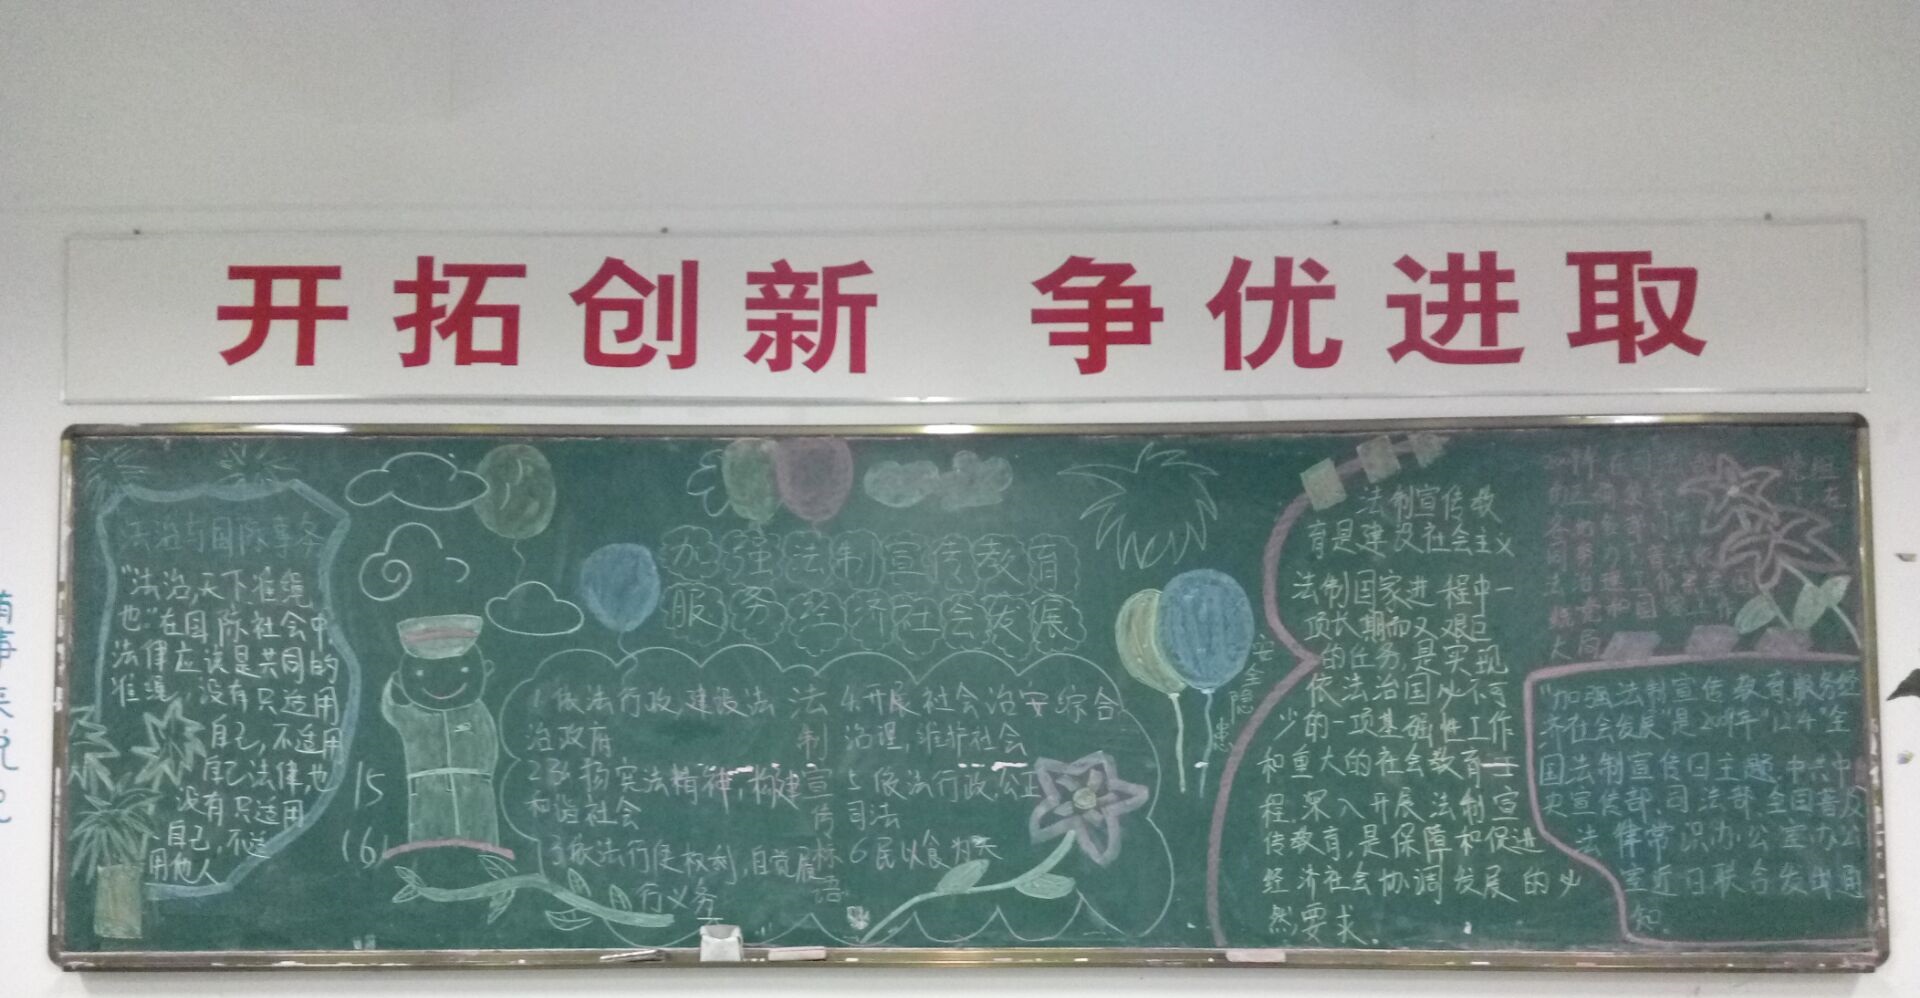 开拓创新 争优进取
法治与国际事务
"法治,天下准绳
也"在国际社会中
法律应该是共同的
准绳,没有只适用
自己,不适用
自己法律,也
没有只适用
自己,不适
用他人
15
16
加强法制宣传教育
服务经济社会发展
法制宣传标语
1.依法行政建设法
治政府
2.弘扬宪法精神,构建
和谐社会
3.依法行使权利,自觉履
行义务
4.开展社会治安综合
治理,维护社会
5.依法行政,公正
司法
6.民以食为天
安全隐患
法制宣传教
育是建设社会主义
法制国家进程中一
项长期而又艰巨
的任务,是实现
依法治国必不可
少的一项基础性工作
和重大的社会教育工
程.深入开展法制宣
传教育,是保障和促进
经济社会协调发展的必
然要求.
"加强法制宣传教育服务经
济社会发展"是2009年"12.4"全
国法制宣传日主题.中共中
央宣传部.司法部.全国普及
法律常识办公室办公
室近日联合发出通
知.